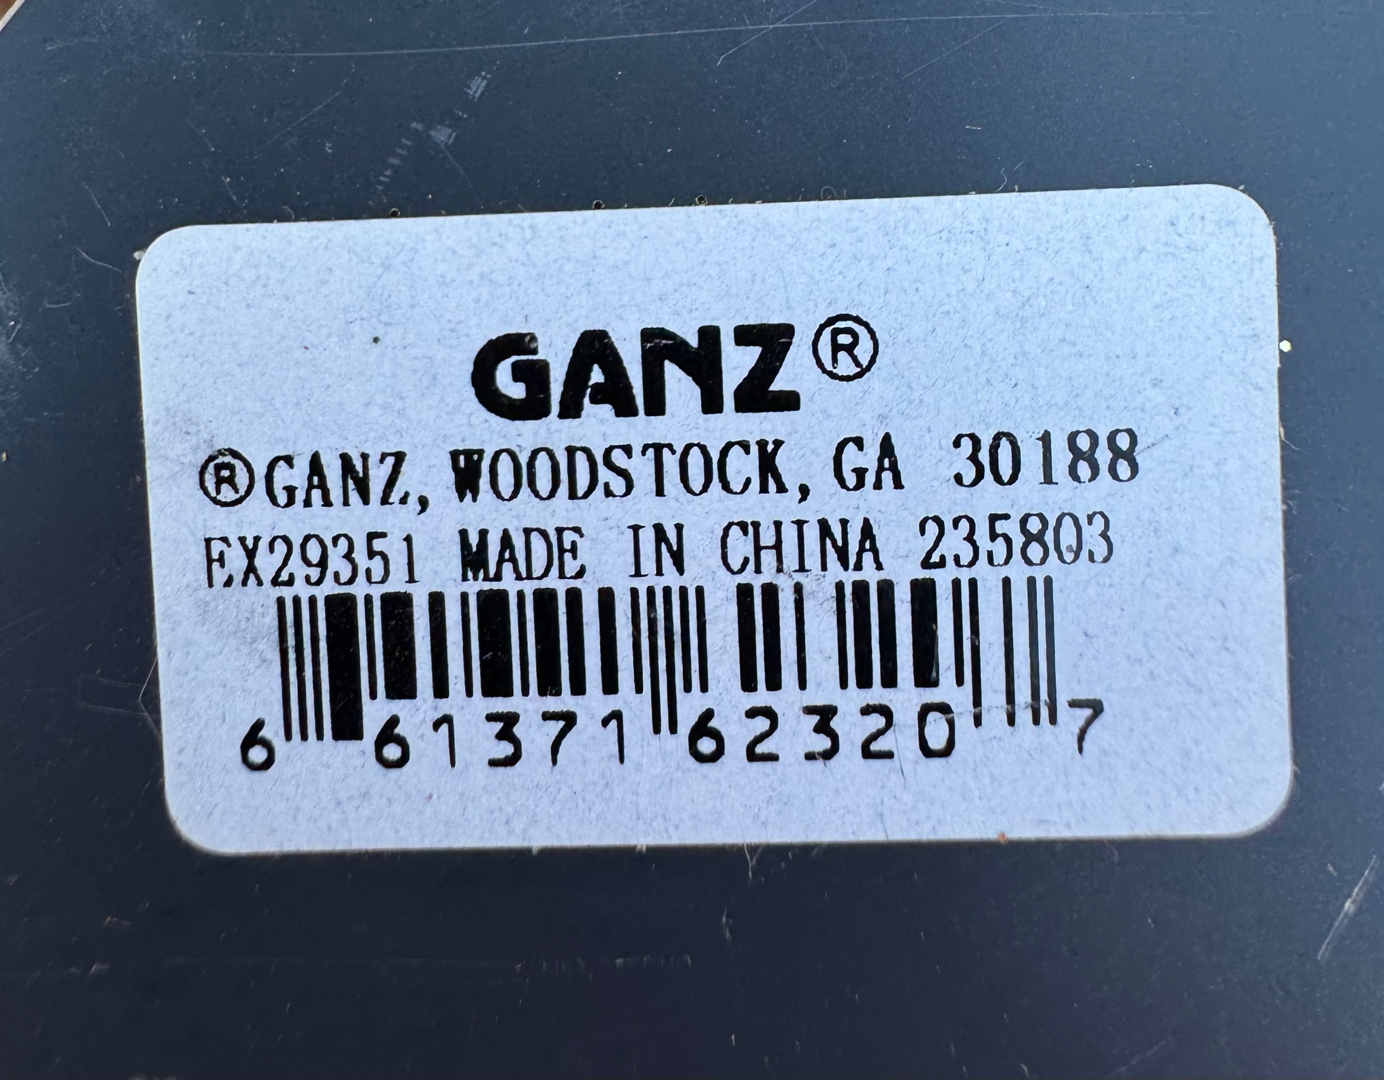 GANZ®
®GANZ, WOODSTOCK, GA 30188
EX29351 MADE IN CHINA 235803
6 61371 62320 7